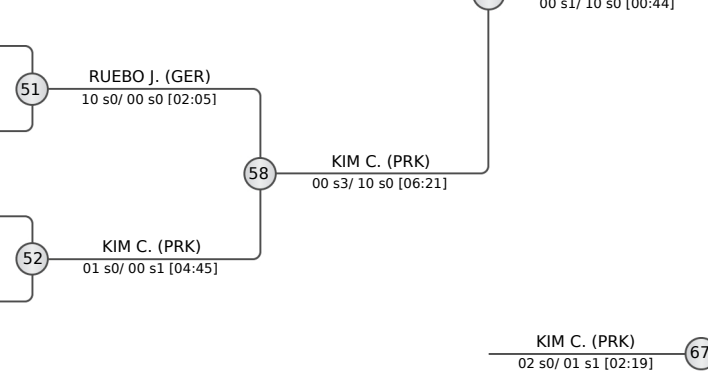 00 s1/ 10 s0 [00:44]
RUEBO J. (GER)
51
10 s0/ 00 s0 [02:05]
KIM C. (PRK)
58
00 s3/ 10 s0 [06:21]
KIM C. (PRK)
52
01 s0/ 00 s1 [04:45]
KIM C. (PRK)
67
02 s0/ 01 s1 [02:19]